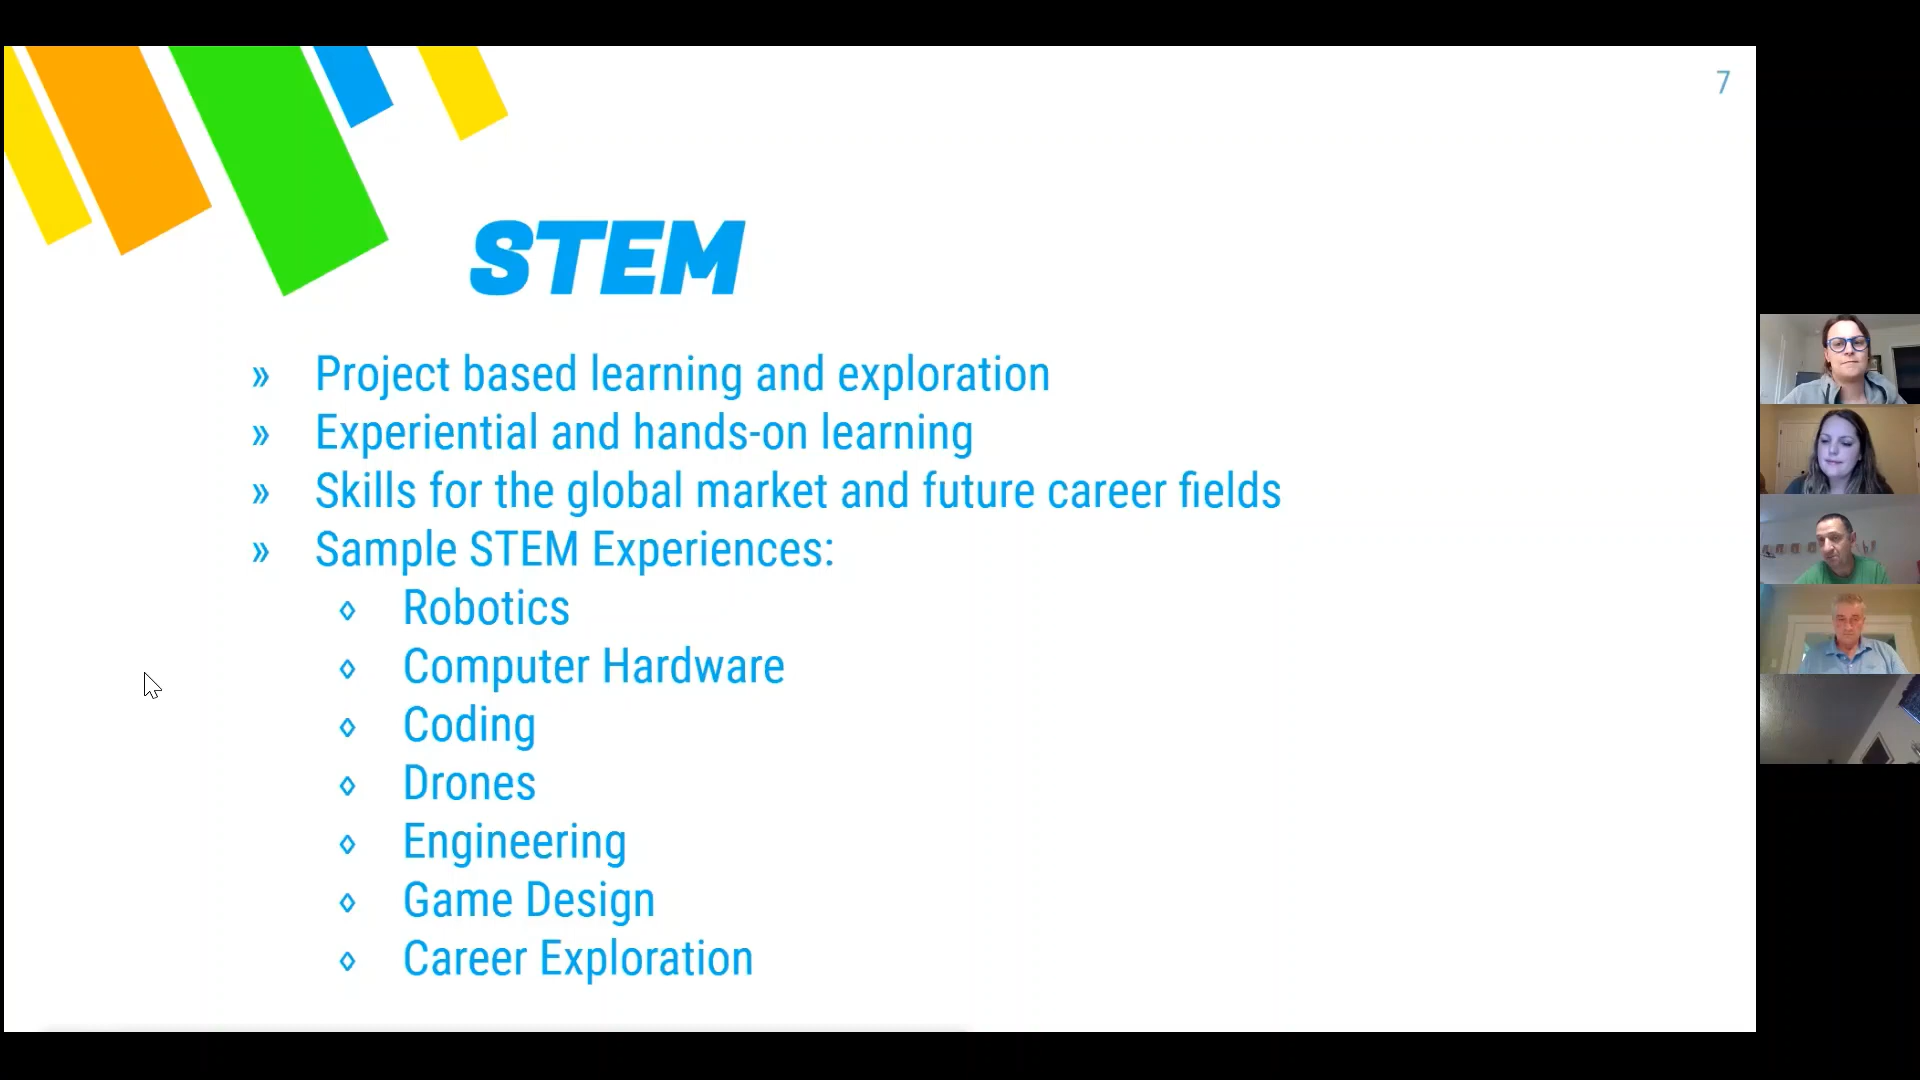 7
STEM
» Project based learning and exploration
» Experiential and hands-on learning
» Skills for the global market and future career fields
» Sample STEM Experiences:
◊ Robotics
◊ Computer Hardware
◊ Coding
◊ Drones
◊ Engineering
◊ Game Design
◊ Career Exploration